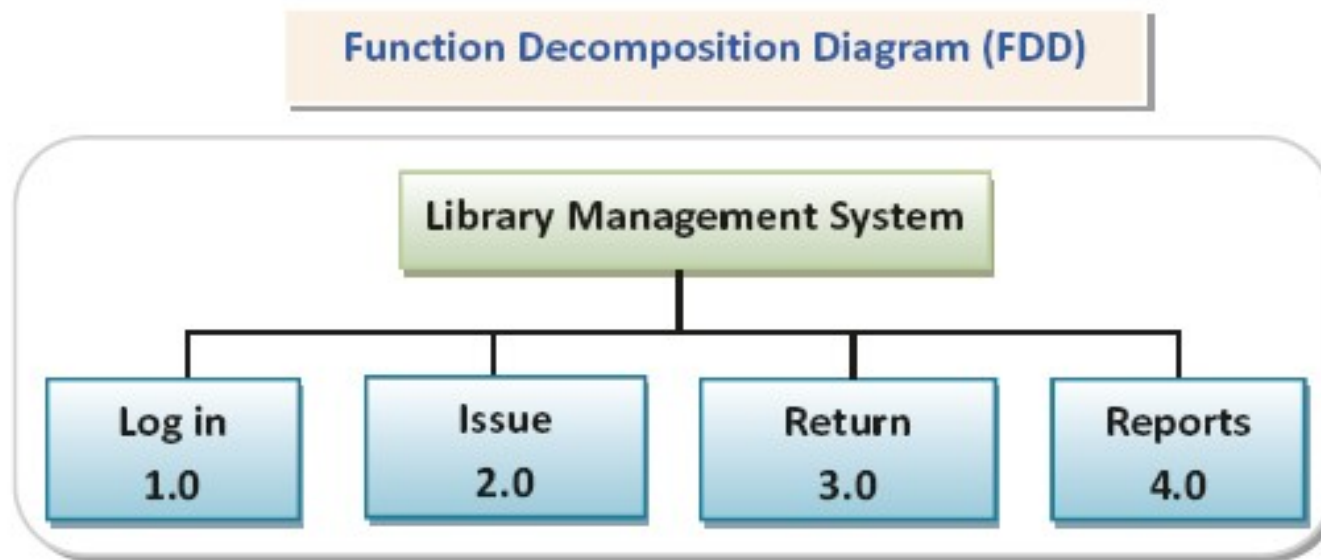 Function Decomposition Diagram (FDD)
Library Management System
Log in
1.0
Issue
2.0
Return
3.0
Reports
4.0